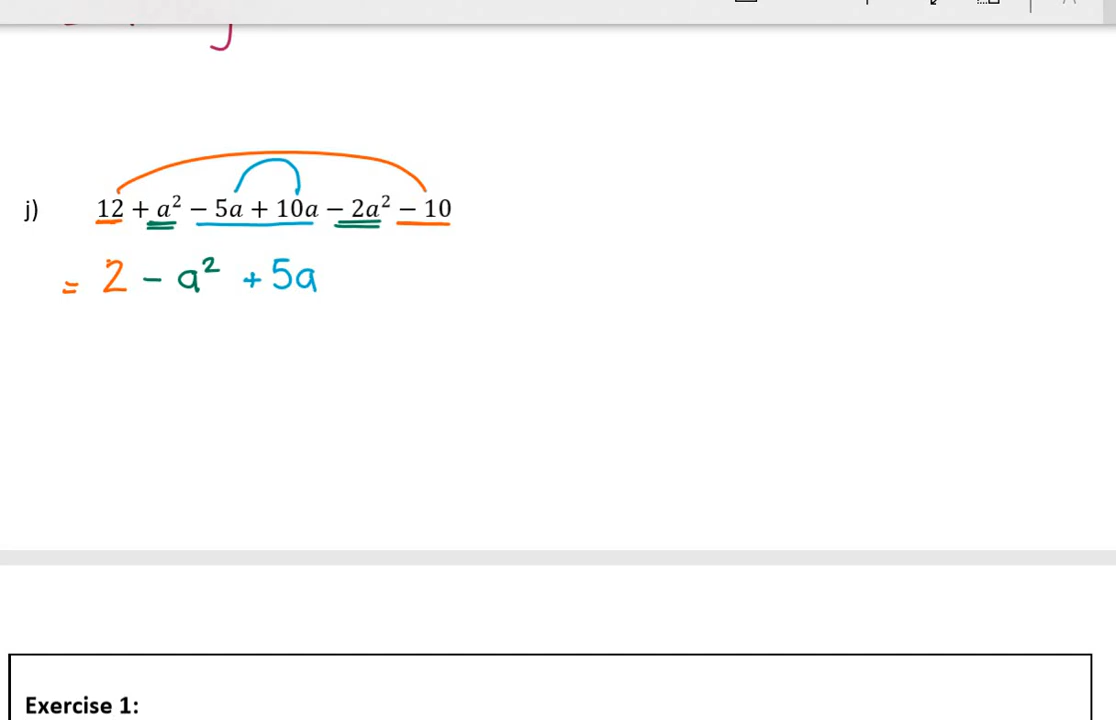 j) 12 + a² − 5a + 10a − 2a² − 10
= 2 − a² + 5a
Exercise 1: